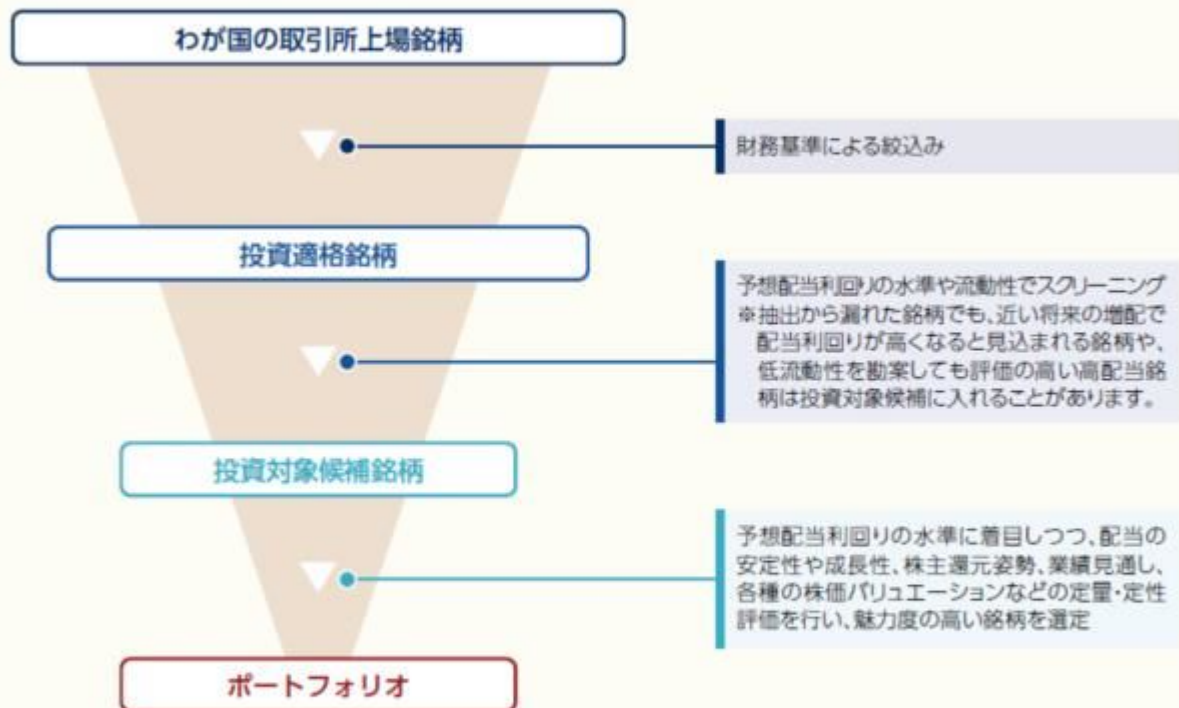 わが国の取引所上場銘柄
財務基準による絞込み
投資適格銘柄
予想配当利回りの水準や流動性でスクリーニング
※抽出から漏れた銘柄でも、近い将来の増配で
配当利回りが高くなると見込まれる銘柄や、
低流動性を勘案しても評価の高い高配当銘
柄は投資対象候補に入れることがあります。
投資対象候補銘柄
予想配当利回りの水準に着目しつつ、配当の
安定性や成長性、株主還元姿勢、業績見通し、
各種の株価バリュエーションなどの定量・定性
評価を行い、魅力度の高い銘柄を選定
ポートフォリオ